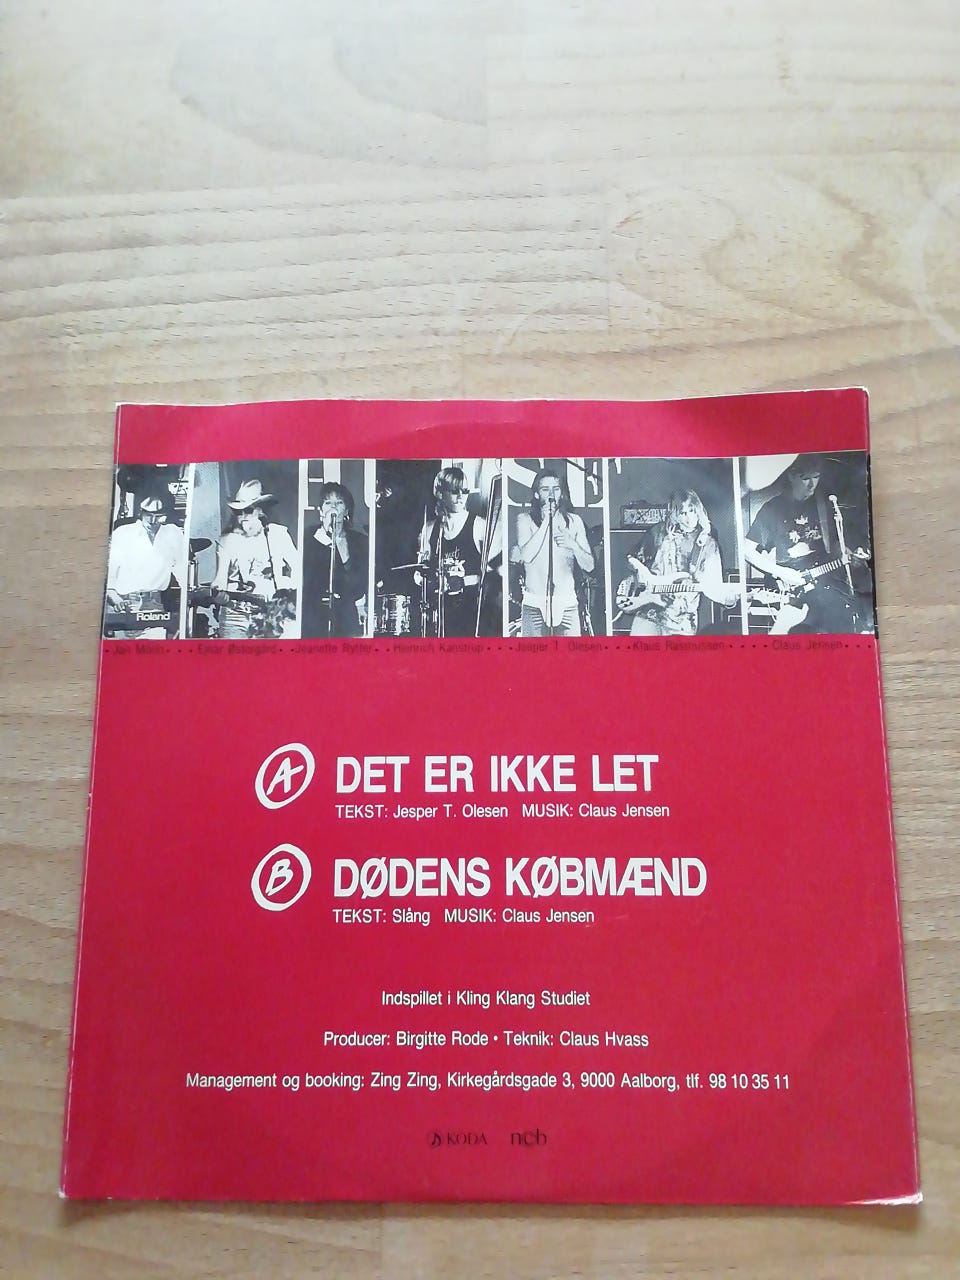 Roland
Jan Molin • • • Ejnar Østergård • • Jeanette Rytter • • Heinrich Kanstrup • • • Jesper T. Olesen • • • Klaus Rasmussen • • • • Claus Jensen • • •
A DET ER IKKE LET
TEKST: Jesper T. Olesen MUSIK: Claus Jensen
B DØDENS KØBMÆND
TEKST: Slång MUSIK: Claus Jensen
Indspillet i Kling Klang Studiet
Producer: Birgitte Rode • Teknik: Claus Hvass
Management og booking: Zing Zing, Kirkegårdsgade 3, 9000 Aalborg, tlf. 98 10 35 11
KODA ncb